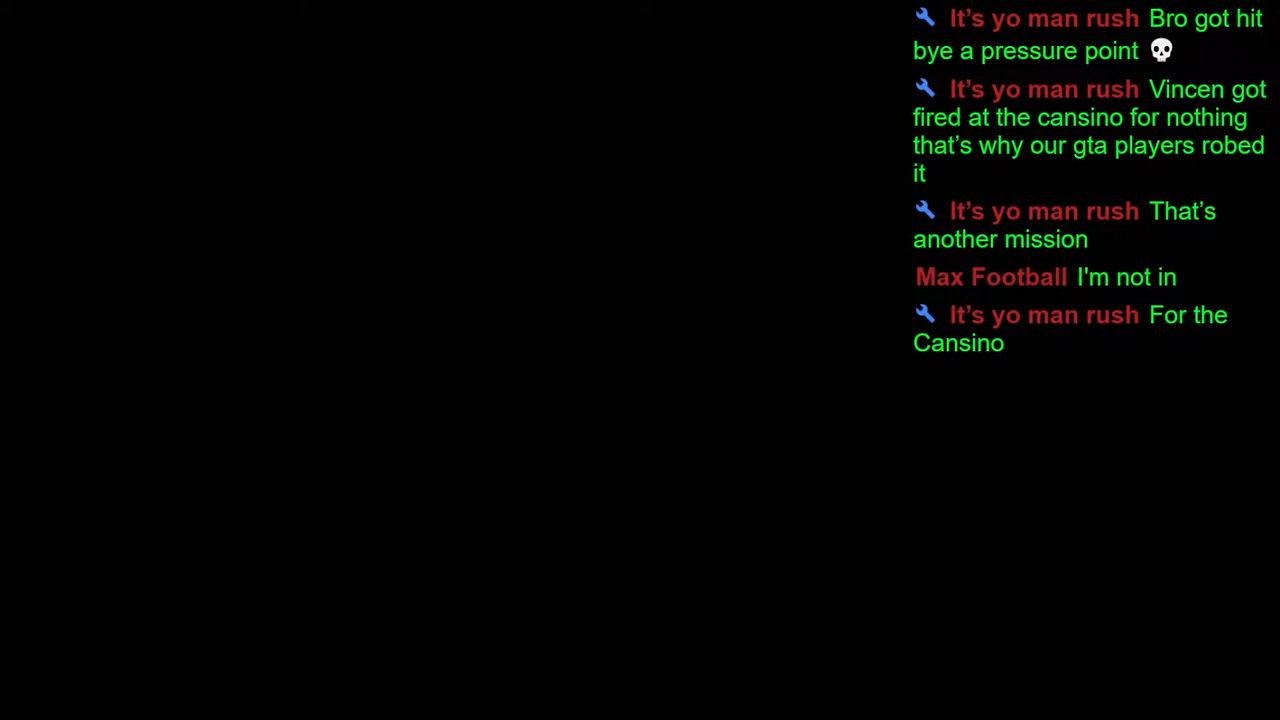 It’s yo man rush Bro got hit
bye a pressure point 💀
It’s yo man rush Vincen got
fired at the cansino for nothing
that’s why our gta players robed
it
It’s yo man rush That’s
another mission
Max Football I'm not in
It’s yo man rush For the
Cansino